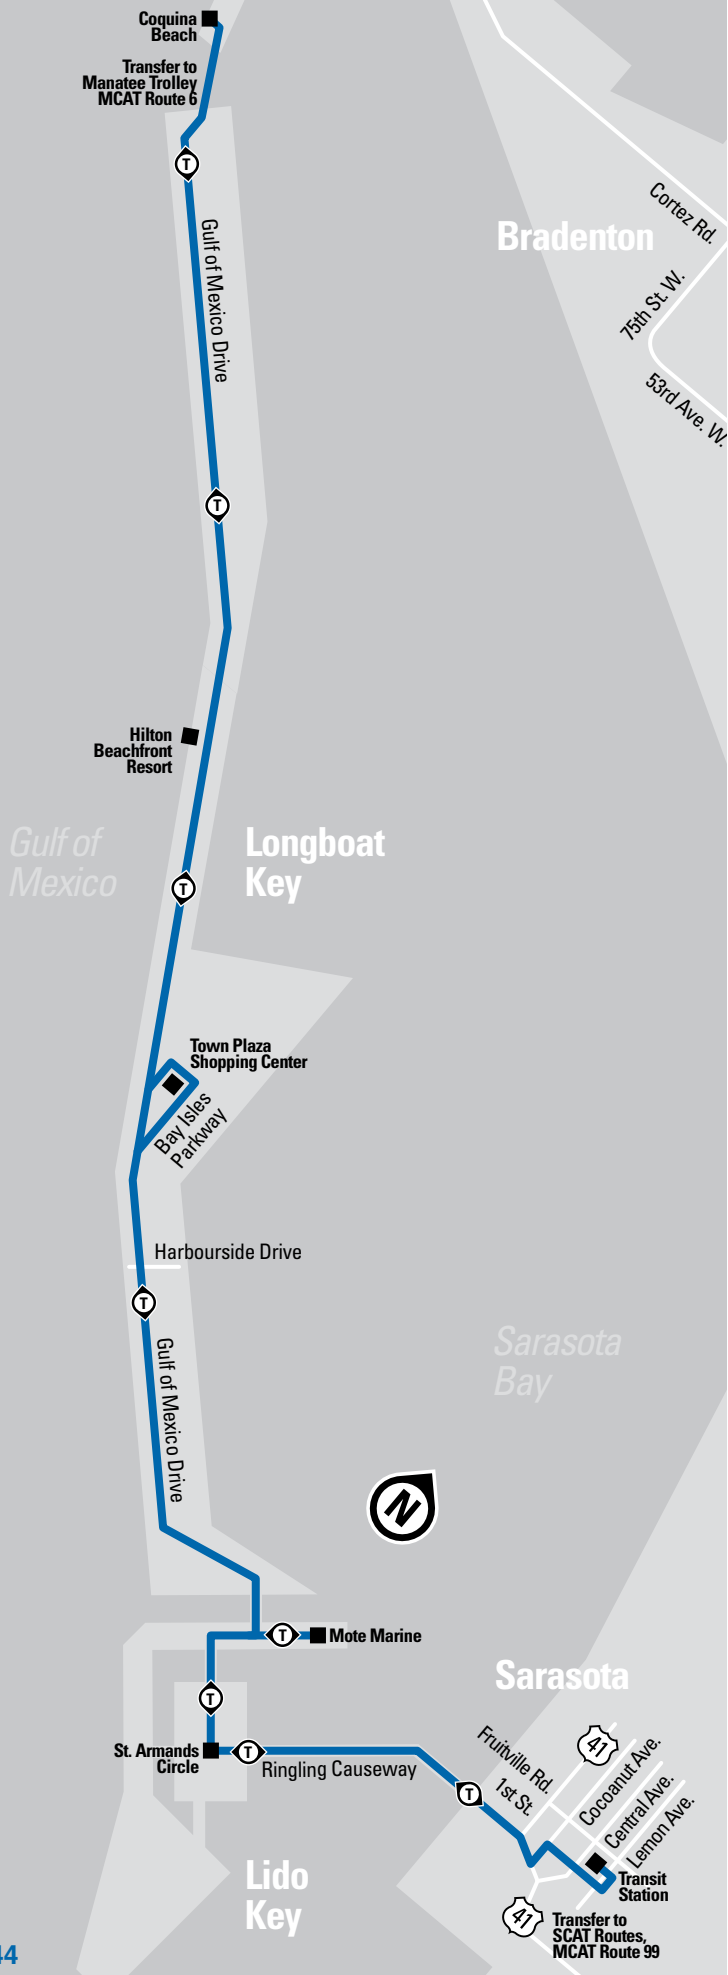 Coquina
Beach
Transfer to
Manatee Trolley
MCAT Route 6
T
Gulf of Mexico Drive
Bradenton
Cortez Rd.
75th St. W.
53rd Ave. W.
T
Hilton
Beachfront
Resort
Gulf of
Mexico
Longboat
Key
T
Town Plaza
Shopping Center
Bay Isles
Parkway
Harbourside Drive
T
Gulf of Mexico Drive
Sarasota
Bay
N
T
Mote Marine
Sarasota
T
St. Armands
Circle
T
Ringling Causeway
T
Fruitville Rd.
1st St.
41
Cocoanut Ave.
Central Ave.
Lemon Ave.
Transit
Station
Lido
Key
41
Transfer to
SCAT Routes,
MCAT Route 99
44